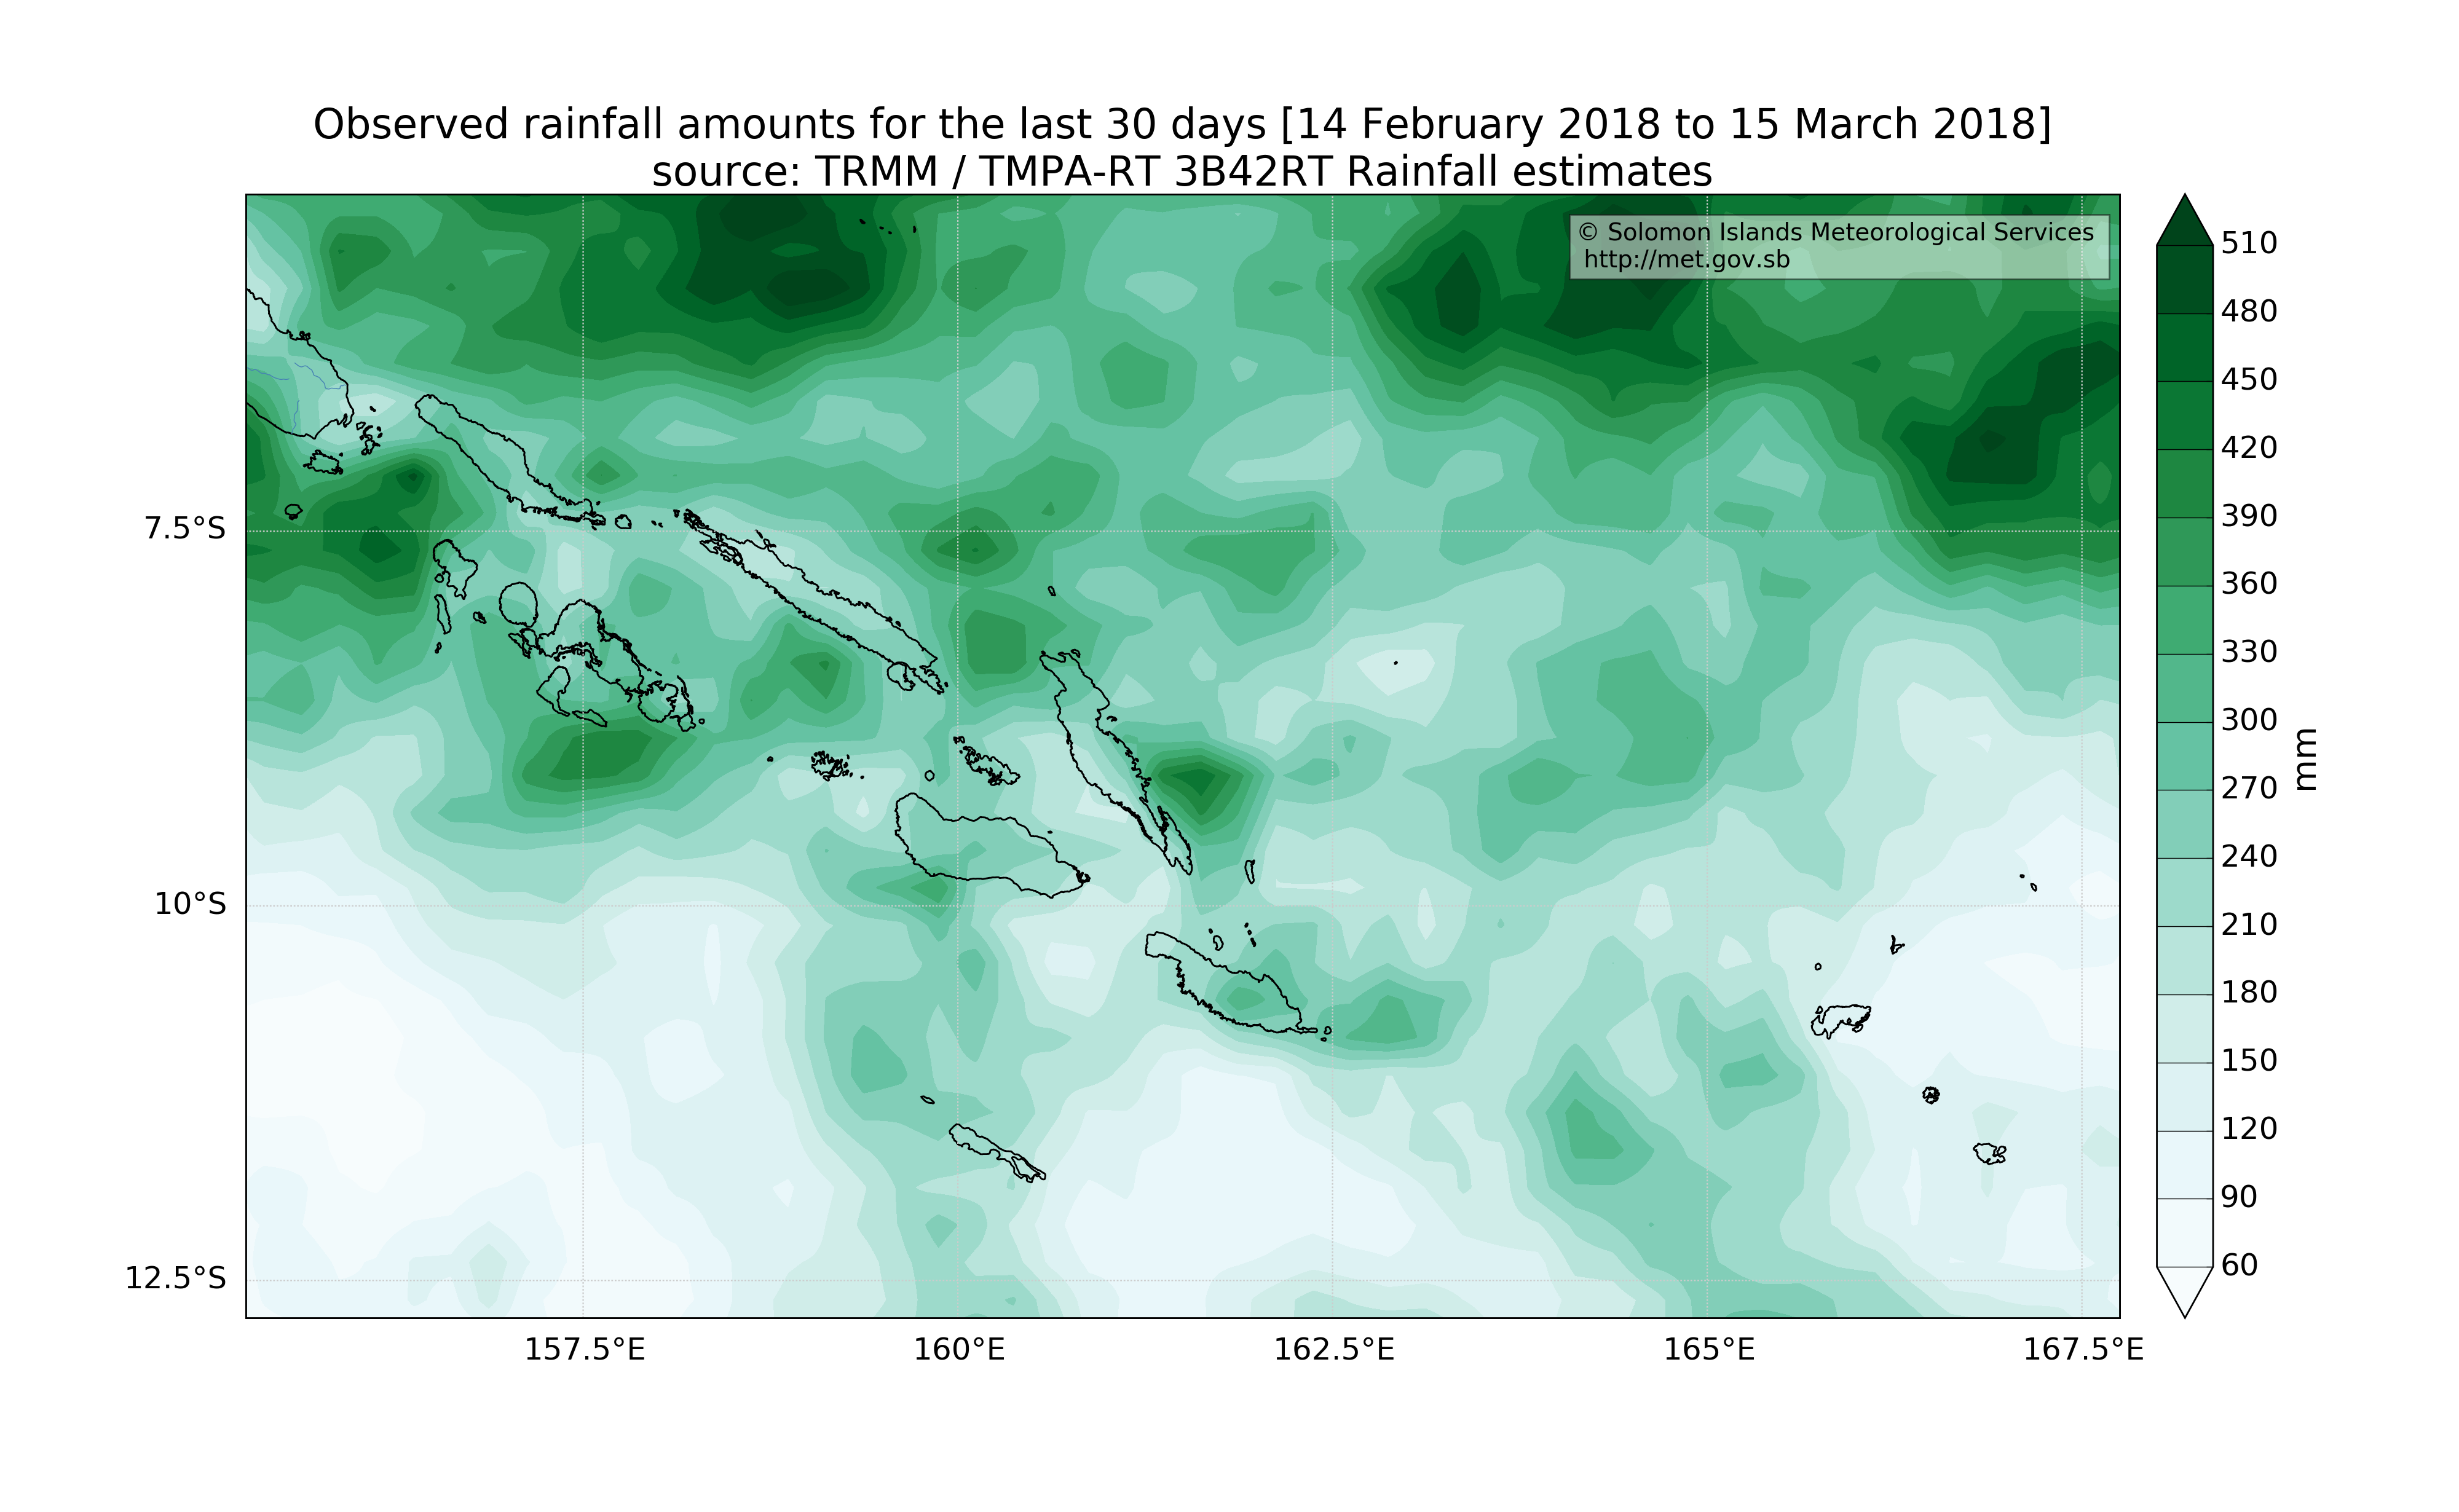 Observed rainfall amounts for the last 30 days [14 February 2018 to 15 March 2018]
source: TRMM / TMPA-RT 3B42RT Rainfall estimates
© Solomon Islands Meteorological Services
http://met.gov.sb
7.5°S
10°S
12.5°S
157.5°E
160°E
162.5°E
165°E
167.5°E
510
480
450
420
390
360
330
300
270
240
210
180
150
120
90
60
mm